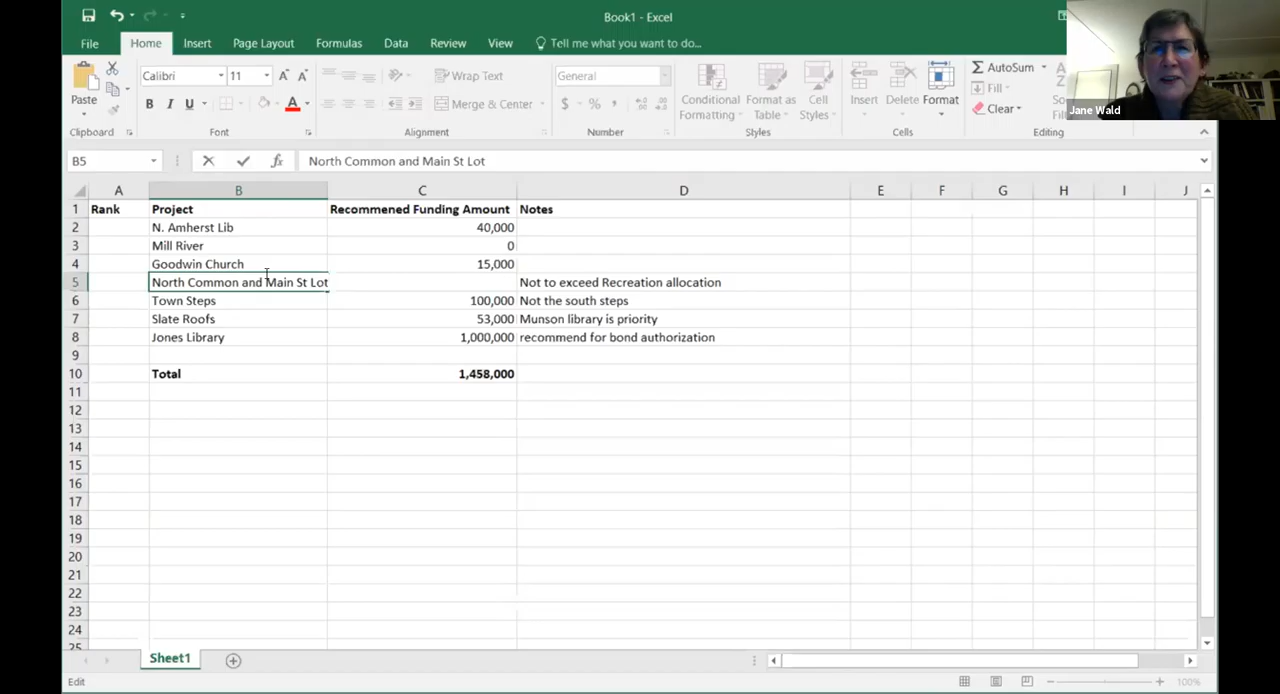 Book1 - Excel
File Home Insert Page Layout Formulas Data Review View Tell me what you want to do...
Calibri 11 A A Wrap Text General AutoSum
Paste B I U A Merge & Center $ % Conditional Formatting Format as Table Cell Styles Insert Delete Format Fill Clear
Clipboard Font Alignment Number Styles Cells Editing
Jane Wald
B5 fx North Common and Main St Lot
A B C D E F G H I J
1 Rank Project Recommened Funding Amount Notes
2 N. Amherst Lib 40,000
3 Mill River 0
4 Goodwin Church 15,000
5 North Common and Main St Lot Not to exceed Recreation allocation
6 Town Steps 100,000 Not the south steps
7 Slate Roofs 53,000 Munson library is priority
8 Jones Library 1,000,000 recommend for bond authorization
9
10 Total 1,458,000
11
12
13
14
15
16
17
18
19
20
21
22
23
24
25
Sheet1
Edit 100%